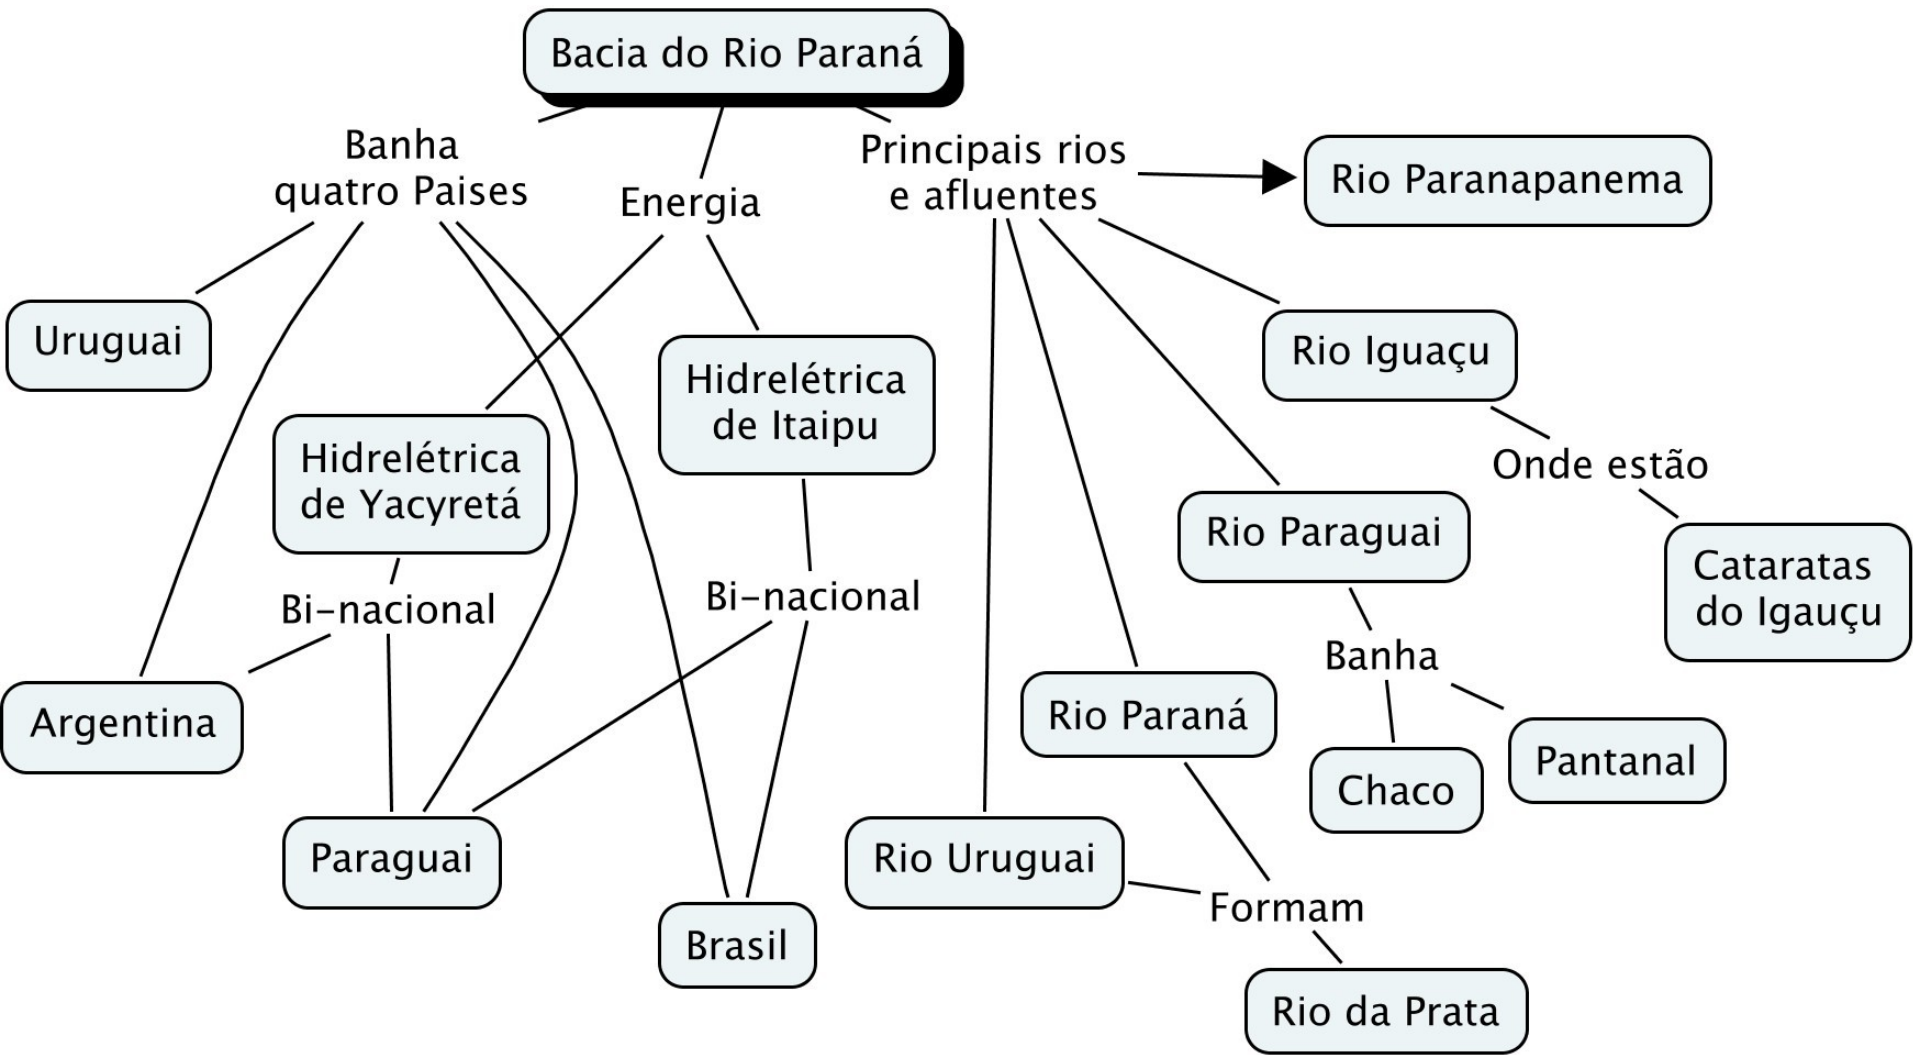 Bacia do Rio Paraná
Banha
quatro Paises
Energia
Principais rios
e afluentes
Rio Paranapanema
Uruguai
Hidrelétrica
de Itaipu
Rio Iguaçu
Hidrelétrica
de Yacyretá
Onde estão
Rio Paraguai
Cataratas
do Igauçu
Bi-nacional
Bi-nacional
Banha
Argentina
Rio Paraná
Chaco
Pantanal
Paraguai
Rio Uruguai
Formam
Brasil
Rio da Prata